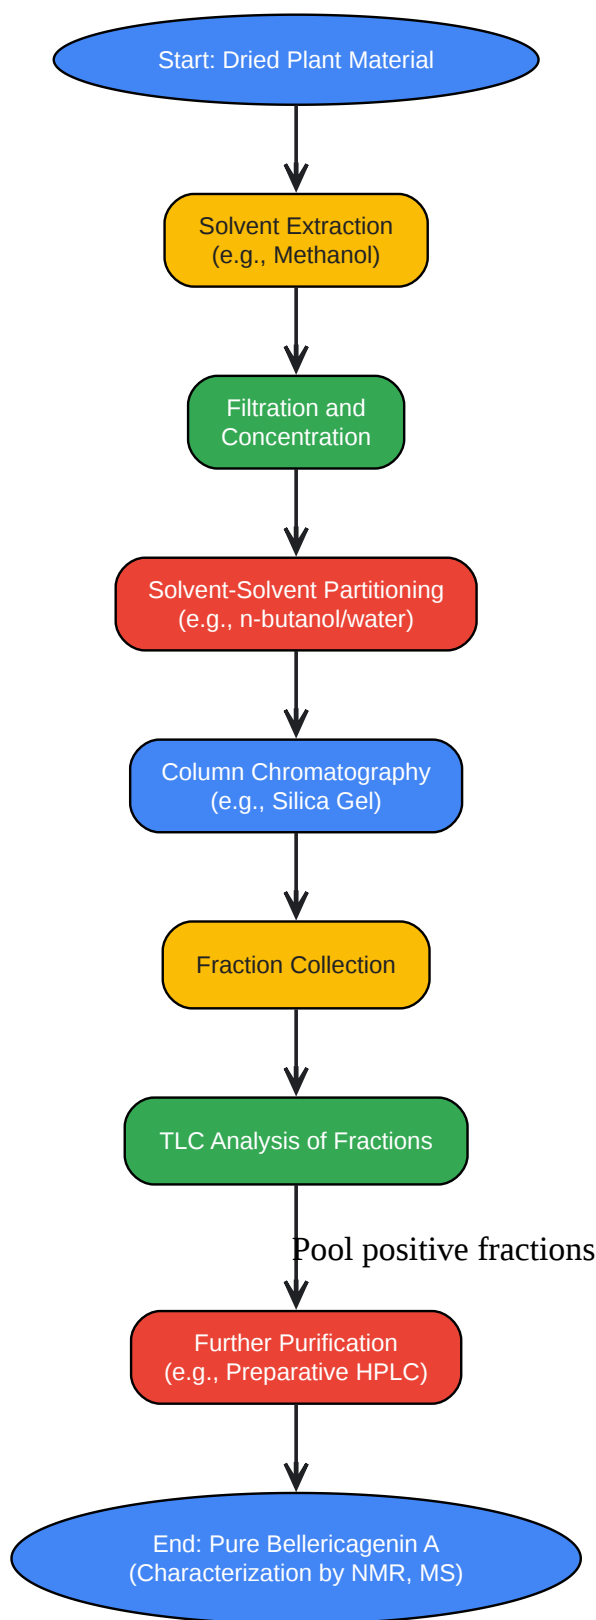 Start: Dried Plant Material
Solvent Extraction
(e.g., Methanol)
Filtration and
Concentration
Solvent-Solvent Partitioning
(e.g., n-butanol/water)
Column Chromatography
(e.g., Silica Gel)
Fraction Collection
TLC Analysis of Fractions
Pool positive fractions
Further Purification
(e.g., Preparative HPLC)
End: Pure Bellericagenin A
(Characterization by NMR, MS)